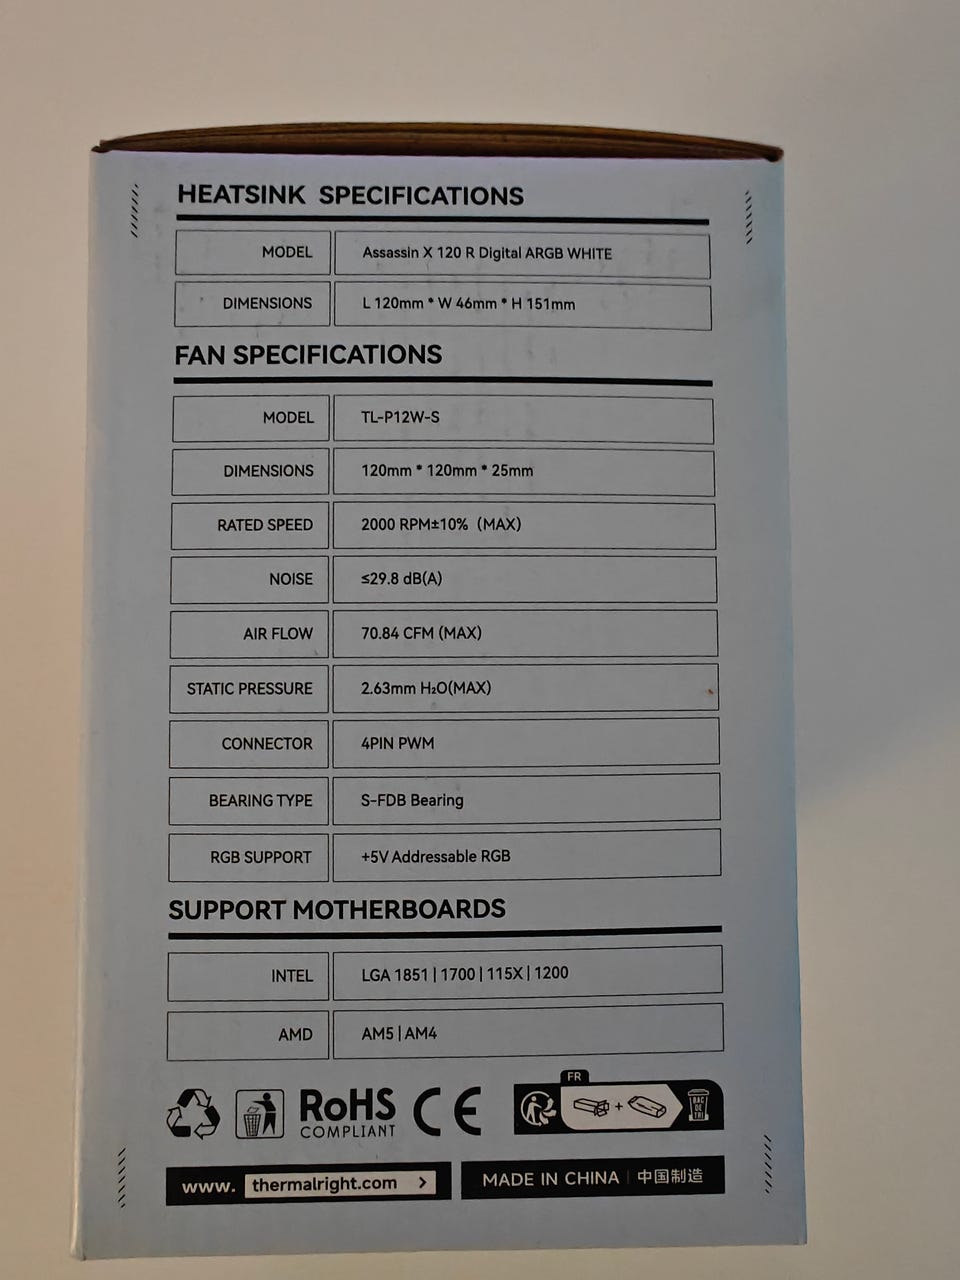 HEATSINK SPECIFICATIONS
MODEL Assassin X 120 R Digital ARGB WHITE
DIMENSIONS L 120mm * W 46mm * H 151mm
FAN SPECIFICATIONS
MODEL TL-P12W-S
DIMENSIONS 120mm * 120mm * 25mm
RATED SPEED 2000 RPM±10% (MAX)
NOISE ≤29.8 dB(A)
AIR FLOW 70.84 CFM (MAX)
STATIC PRESSURE 2.63mm H₂O(MAX)
CONNECTOR 4PIN PWM
BEARING TYPE S-FDB Bearing
RGB SUPPORT +5V Addressable RGB
SUPPORT MOTHERBOARDS
INTEL LGA 1851 | 1700 | 115X | 1200
AMD AM5 | AM4
RoHS
COMPLIANT
CE
FR
+
BAC
DE
TRI
www. thermalright.com >
MADE IN CHINA | 中国制造